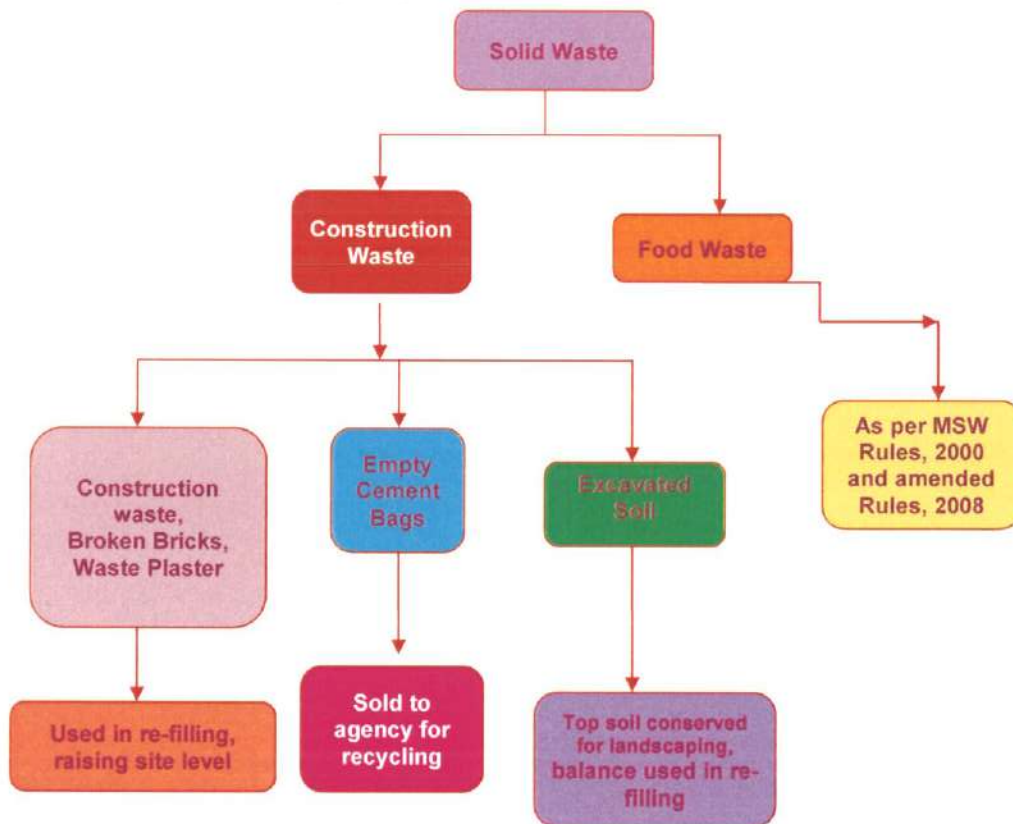 Solid Waste
Construction
Waste
Food Waste
Construction
waste,
Broken Bricks,
Waste Plaster
Empty
Cement
Bags
Excavated
Soil
As per MSW
Rules, 2000
and amended
Rules, 2008
Used in re-filling,
raising site level
Sold to
agency for
recycling
Top soil conserved
for landscaping,
balance used in re-
filling